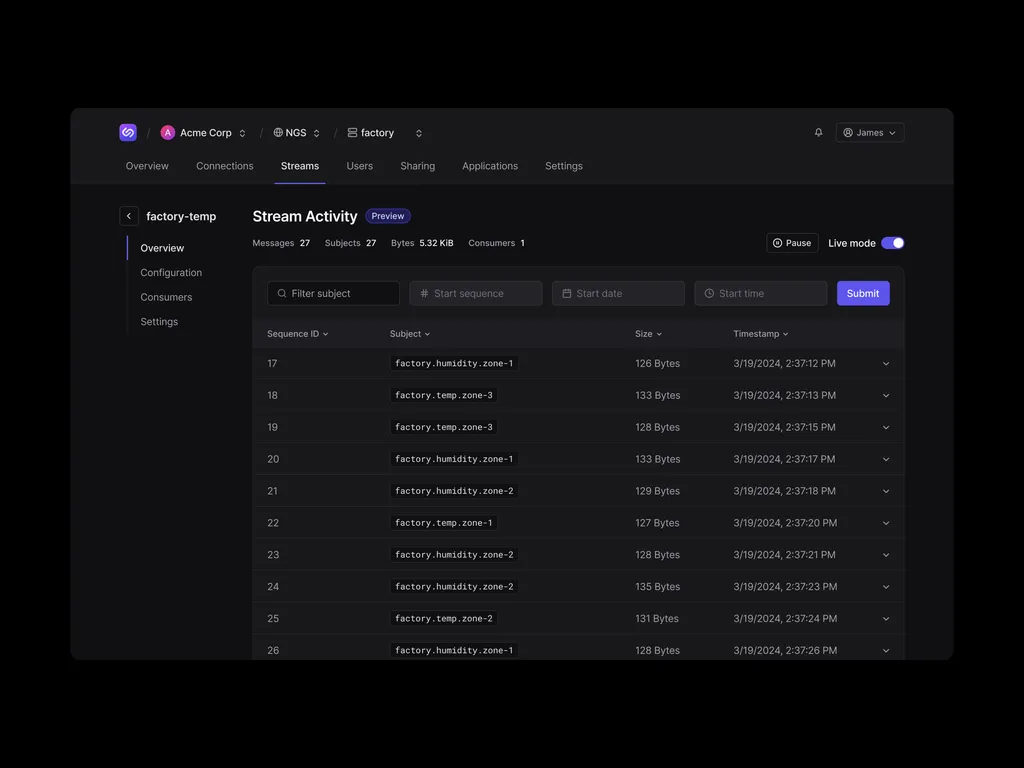 / A Acme Corp / NGS / factory James
Overview Connections Streams Users Sharing Applications Settings
factory-temp
Overview
Configuration
Consumers
Settings
Stream Activity Preview
Messages 27 Subjects 27 Bytes 5.32 KiB Consumers 1 Pause Live mode
Filter subject # Start sequence Start date Start time Submit
Sequence ID Subject Size Timestamp
17 factory.humidity.zone-1 126 Bytes 3/19/2024, 2:37:12 PM
18 factory.temp.zone-3 133 Bytes 3/19/2024, 2:37:13 PM
19 factory.temp.zone-3 128 Bytes 3/19/2024, 2:37:15 PM
20 factory.humidity.zone-1 133 Bytes 3/19/2024, 2:37:17 PM
21 factory.humidity.zone-2 129 Bytes 3/19/2024, 2:37:18 PM
22 factory.temp.zone-1 127 Bytes 3/19/2024, 2:37:20 PM
23 factory.humidity.zone-2 128 Bytes 3/19/2024, 2:37:21 PM
24 factory.humidity.zone-2 135 Bytes 3/19/2024, 2:37:23 PM
25 factory.temp.zone-2 131 Bytes 3/19/2024, 2:37:24 PM
26 factory.humidity.zone-1 128 Bytes 3/19/2024, 2:37:26 PM